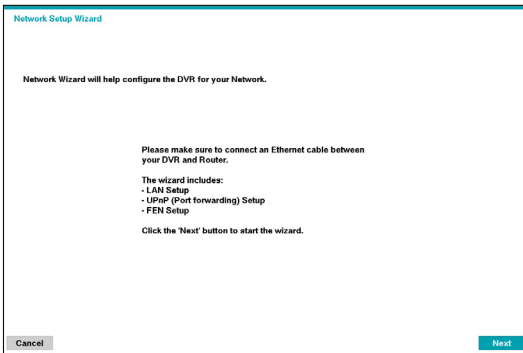 Network Setup Wizard
Network Wizard will help configure the DVR for your Network.
Please make sure to connect an Ethernet cable between
your DVR and Router.
The wizard includes:
- LAN Setup
- UPnP (Port forwarding) Setup
- FEN Setup
Click the 'Next' button to start the wizard.
Cancel
Next